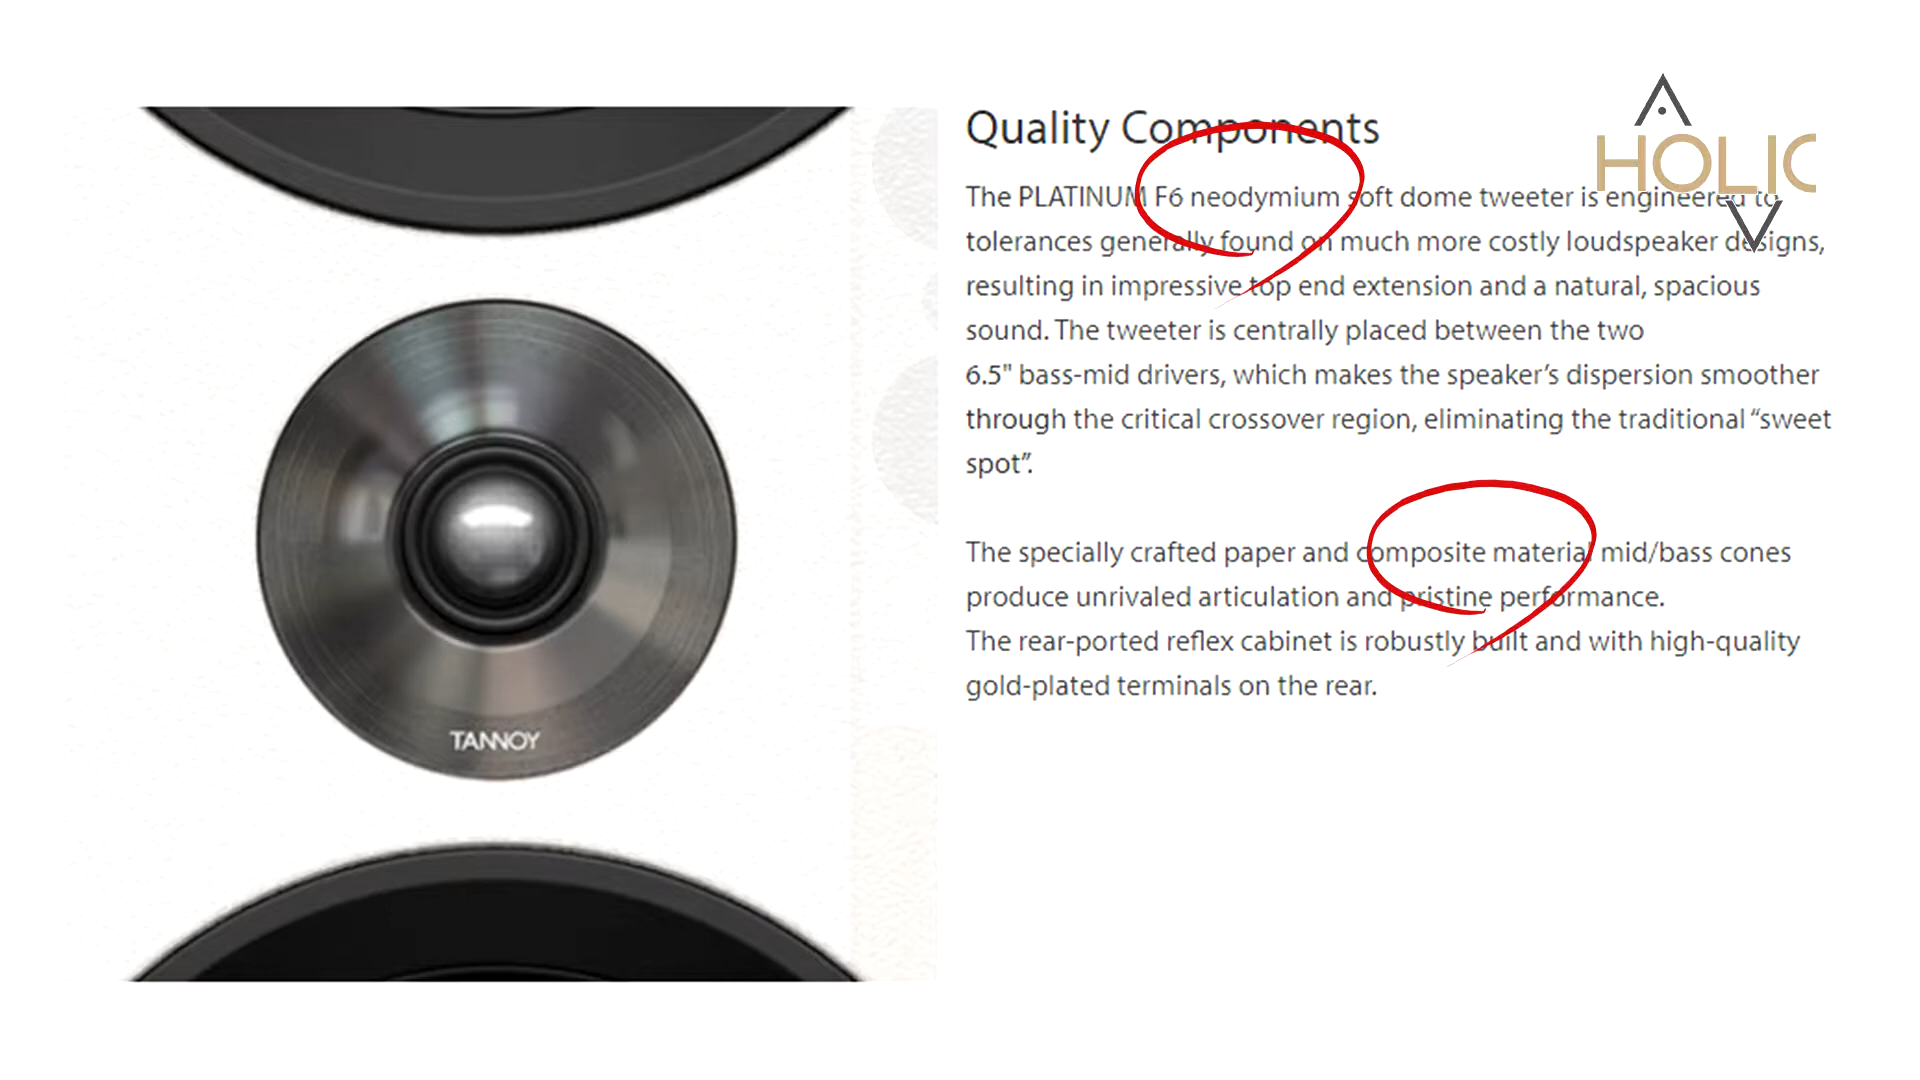 Quality Components
The PLATINUM F6 neodymium soft dome tweeter is engineered to
tolerances generally found on much more costly loudspeaker designs,
resulting in impressive top end extension and a natural, spacious
sound. The tweeter is centrally placed between the two
6.5" bass-mid drivers, which makes the speaker’s dispersion smoother
through the critical crossover region, eliminating the traditional “sweet
spot”.
The specially crafted paper and composite material mid/bass cones
produce unrivaled articulation and pristine performance.
The rear-ported reflex cabinet is robustly built and with high-quality
gold-plated terminals on the rear.
HOLIC
TANNOY